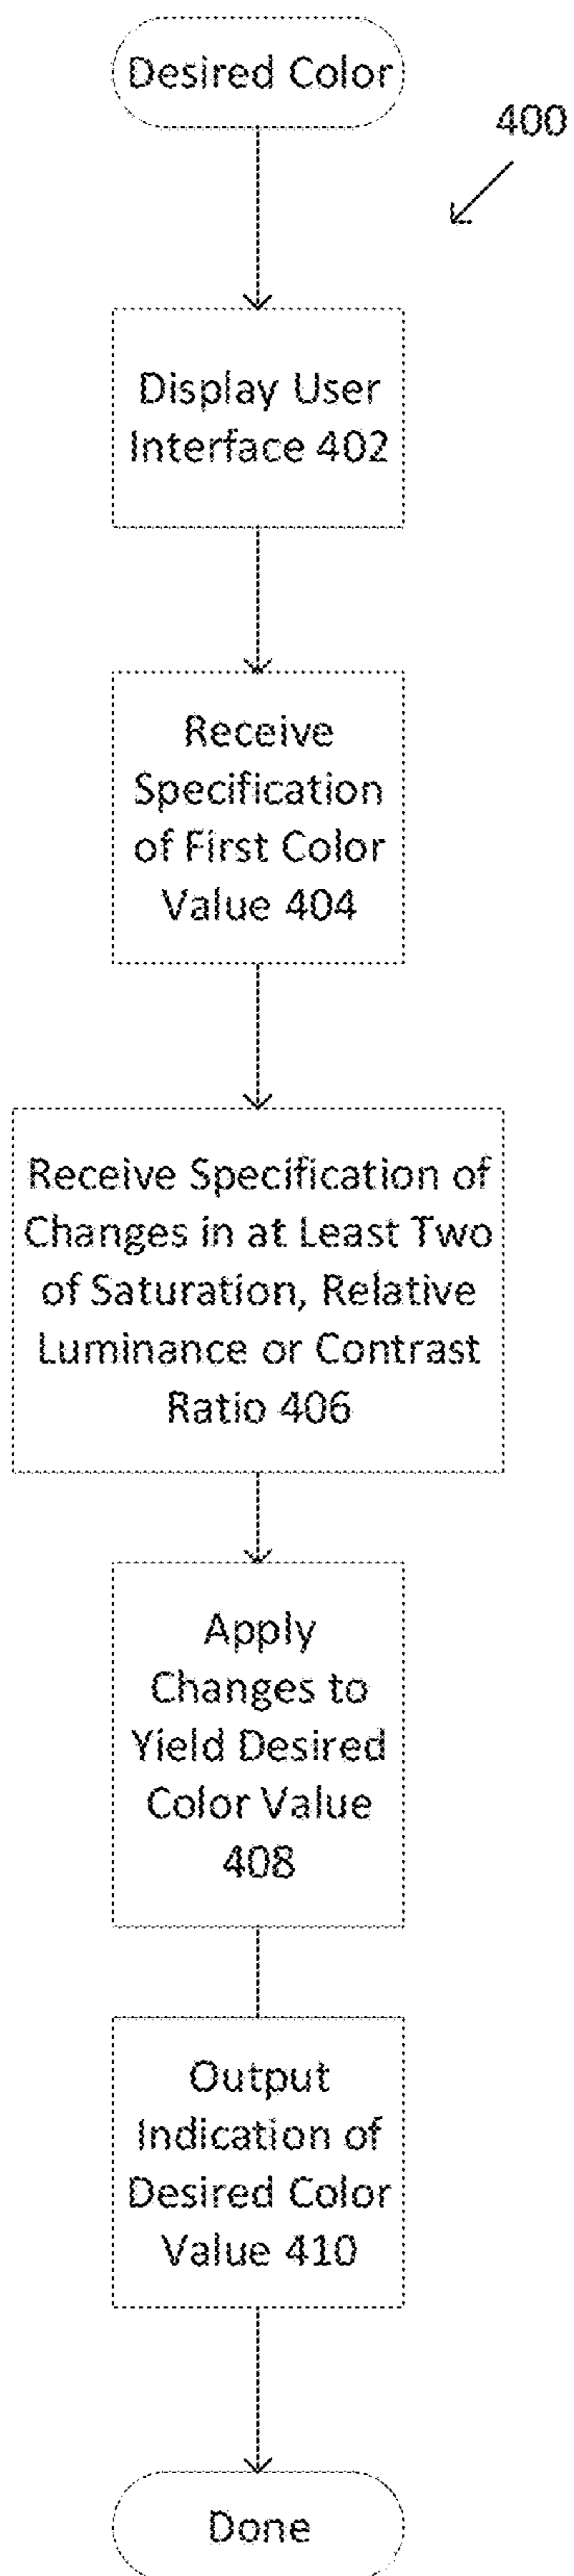 Desired Color
400
Display User
Interface 402
Receive
Specification
of First Color
Value 404
Receive Specification of
Changes in at Least Two
of Saturation, Relative
Luminance or Contrast
Ratio 406
Apply
Changes to
Yield Desired
Color Value
408
Output
Indication of
Desired Color
Value 410
Done